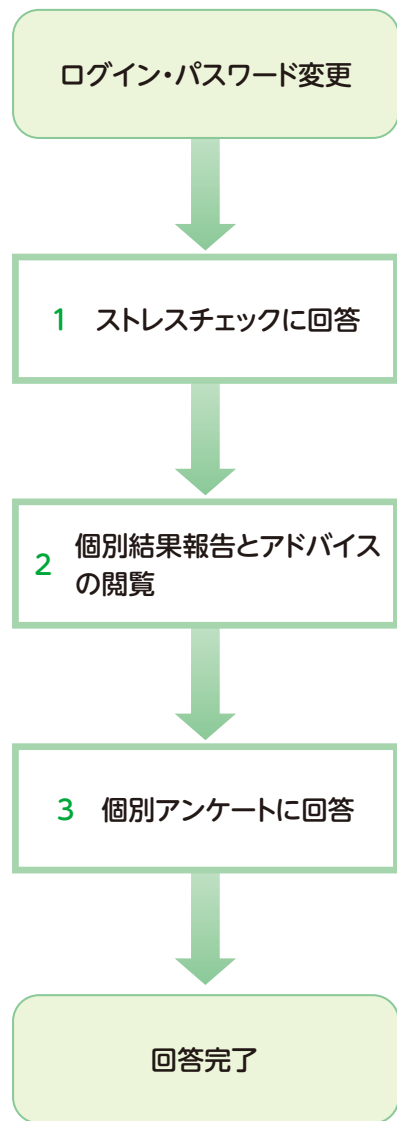 ログイン・パスワード変更
1 ストレスチェックに回答
2 個別結果報告とアドバイス
の閲覧
3 個別アンケートに回答
回答完了